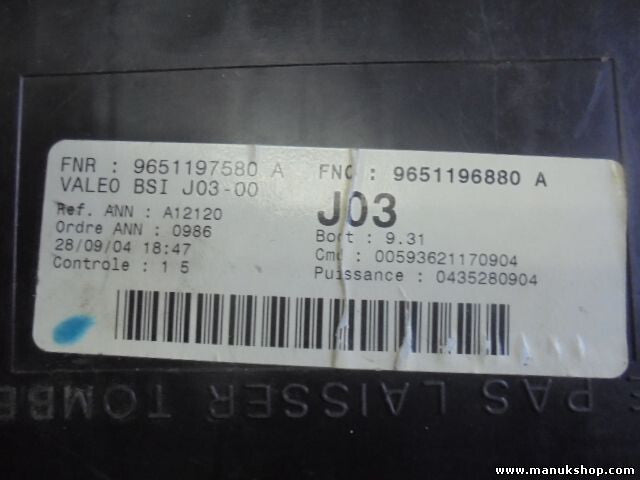 FNR : 9651197580 A FNC : 9651196880 A
VALEO BSI J03-00 J03
Ref. ANN : A12120
Ordre ANN : 0986 Boot : 9.31
28/09/04 18:47 Cmd : 00593621170904
Controle : 1 5 Puissance : 0435280904
PAS LAISSER TOMBE
www.manukshop.com